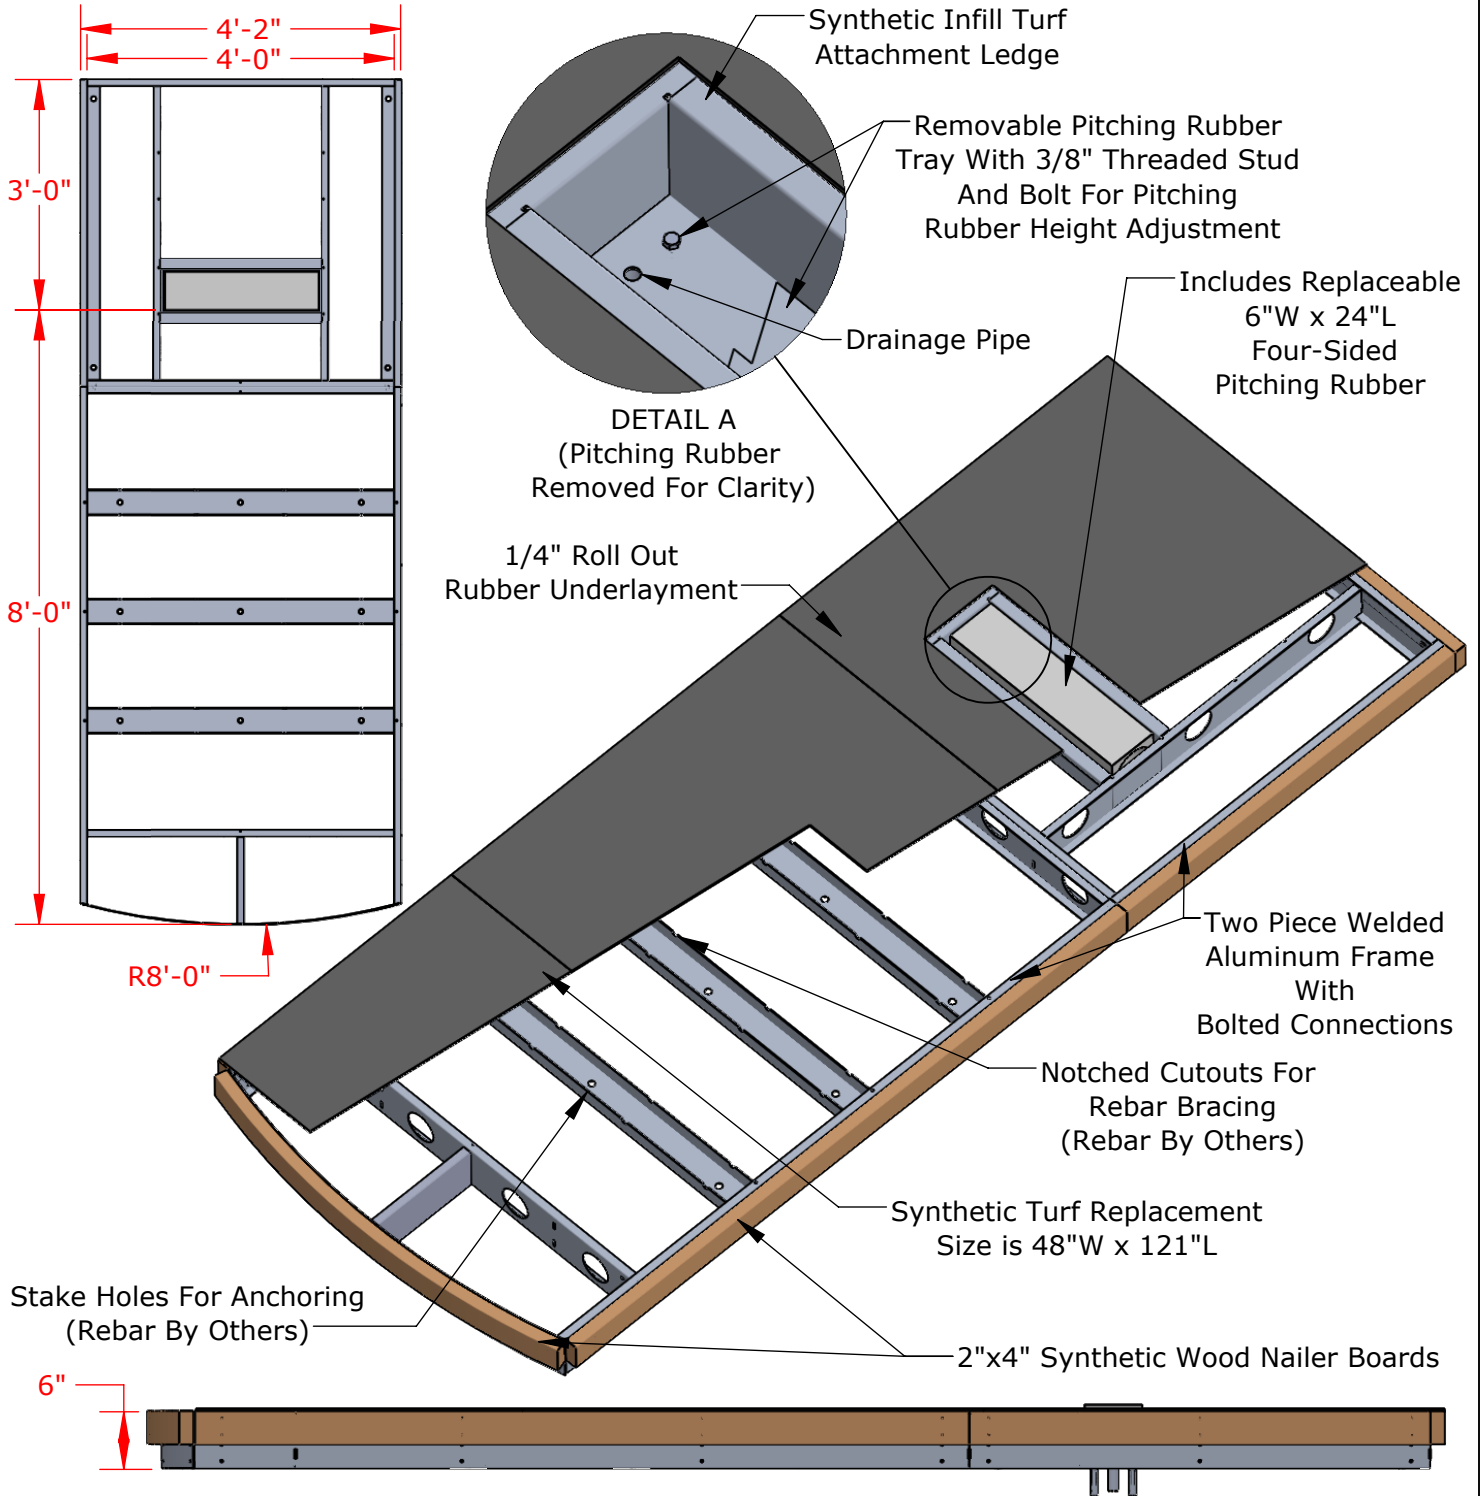 4'-2"
4'-0"
3'-0"
8'-0"
R8'-0"
Synthetic Infill Turf
Attachment Ledge
Removable Pitching Rubber
Tray With 3/8" Threaded Stud
And Bolt For Pitching
Rubber Height Adjustment
Includes Replaceable
6"W x 24"L
Four-Sided
Pitching Rubber
Drainage Pipe
DETAIL A
(Pitching Rubber
Removed For Clarity)
1/4" Roll Out
Rubber Underlayment
Two Piece Welded
Aluminum Frame
With
Bolted Connections
Notched Cutouts For
Rebar Bracing
(Rebar By Others)
Synthetic Turf Replacement
Size is 48"W x 121"L
Stake Holes For Anchoring
(Rebar By Others)
2"x4" Synthetic Wood Nailer Boards
6"